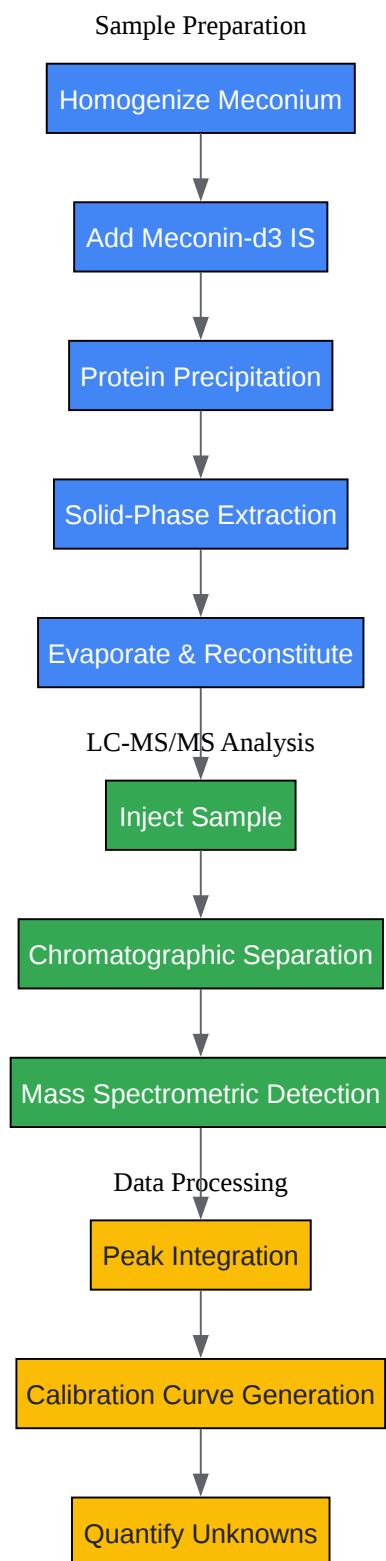 Sample Preparation
Homogenize Meconium
Add Meconin-d3 IS
Protein Precipitation
Solid-Phase Extraction
Evaporate & Reconstitute
LC-MS/MS Analysis
Inject Sample
Chromatographic Separation
Mass Spectrometric Detection
Data Processing
Peak Integration
Calibration Curve Generation
Quantify Unknowns